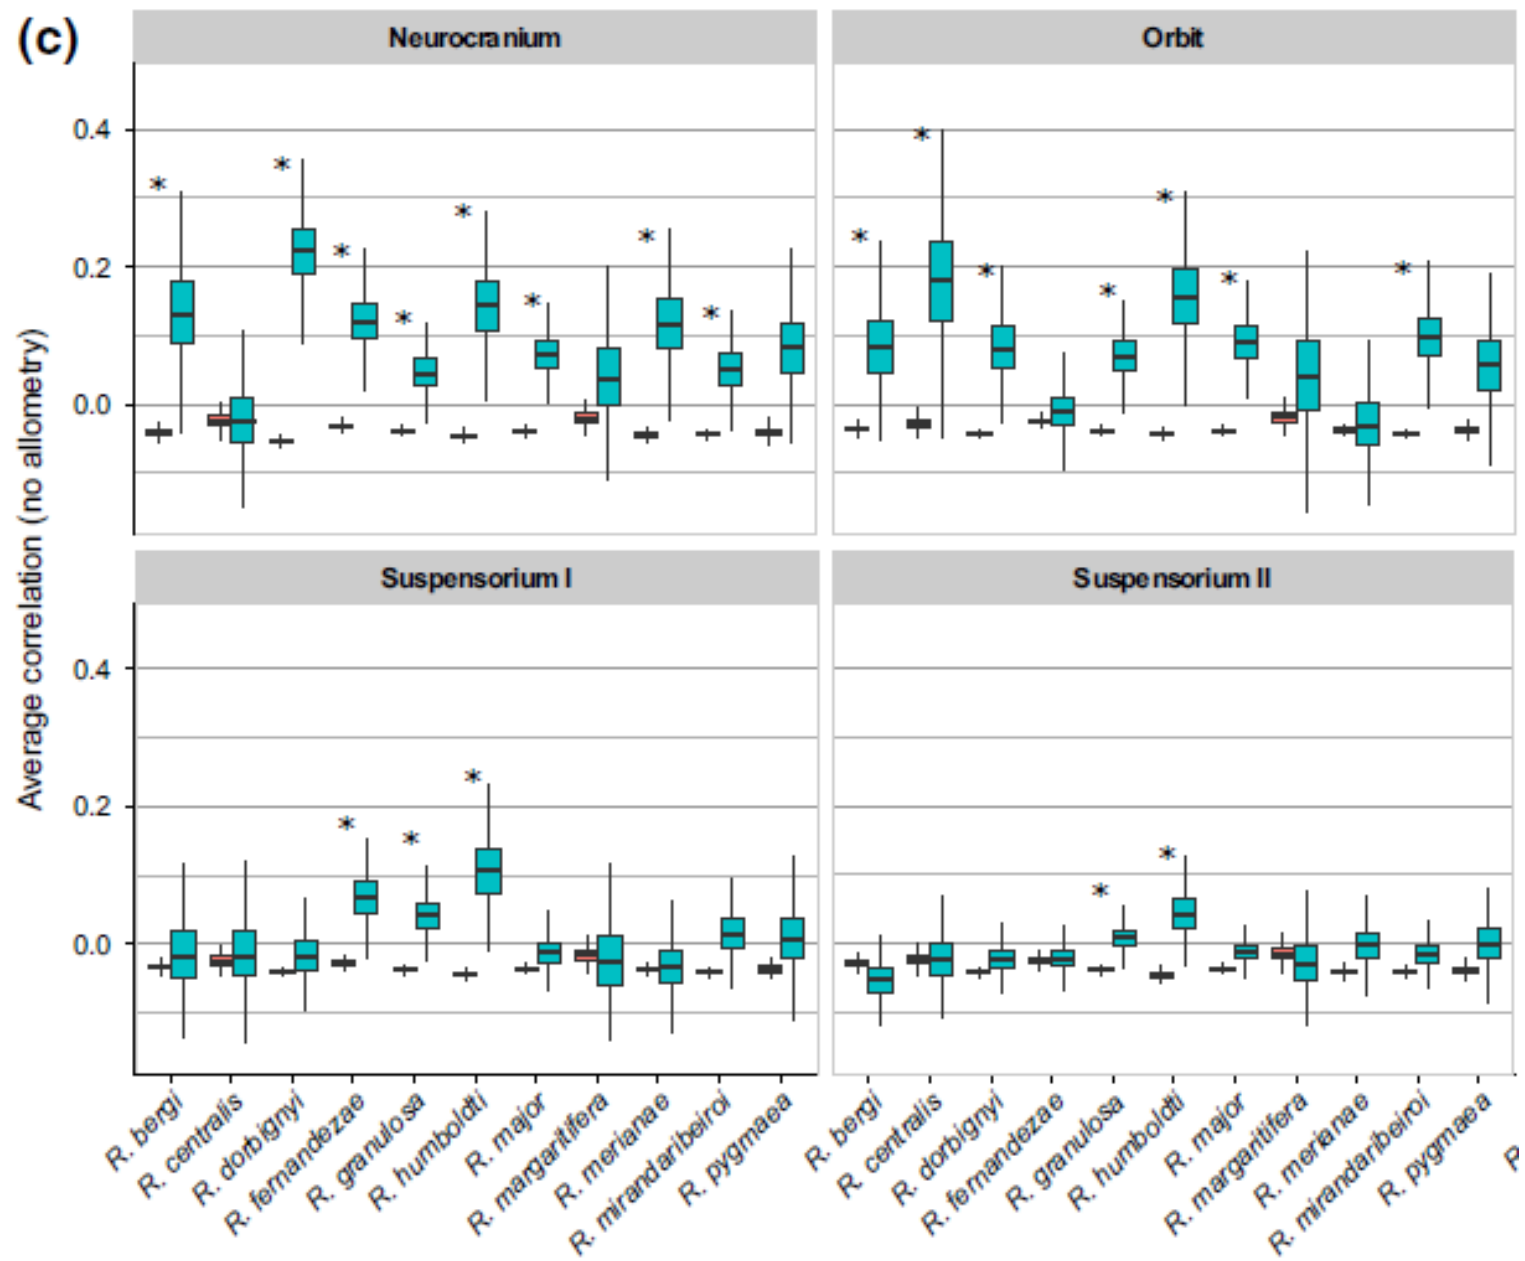 (c)
Neurocranium
Orbit
0.4
0.2
0.0
* * * * * * * *
* * * * * * *
Average correlation (no allometry)
Suspensorium I
Suspensorium II
0.4
0.2
0.0
* * *
* *
R. bergi
R. centralis
R. dorbignyi
R. fernandezae
R. granulosa
R. humboldti
R. major
R. margaritifera
R. merianae
R. mirandaribeiroi
R. pygmaea
R. bergi
R. centralis
R. dorbignyi
R. fernandezae
R. granulosa
R. humboldti
R. major
R. margaritifera
R. merianae
R. mirandaribeiroi
R. pygmaea